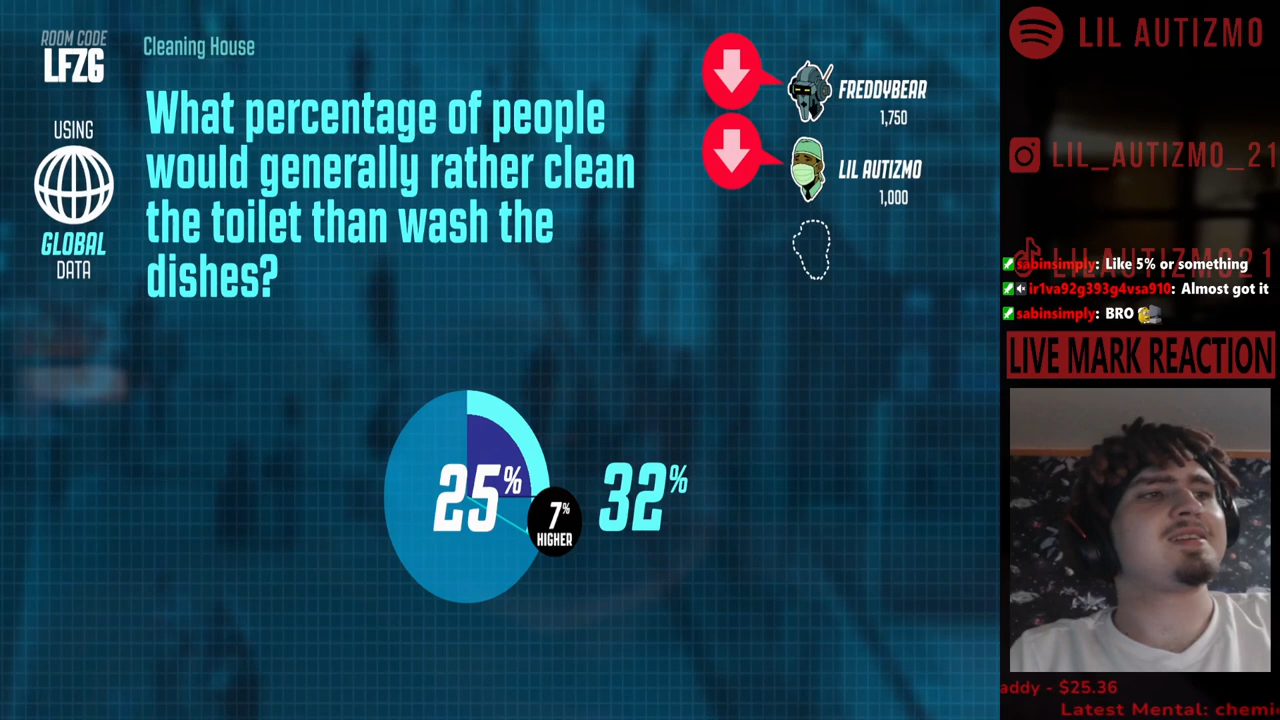 ROOM CODE
LFZG
Cleaning House
What percentage of people
would generally rather clean
the toilet than wash the
dishes?
USING
GLOBAL
DATA
FREDDYBEAR
1,750
LIL AUTIZMO
1,000
25%
7%
HIGHER
32%
LIL AUTIZMO
LIL_AUTIZMO_21
LILAUTIZMO21
sabinsimply: Like 5% or something
ir1va92g393g4vsa910: Almost got it
sabinsimply: BRO
LIVE MARK REACTION
addy - $25.36
Latest Mental: chemi